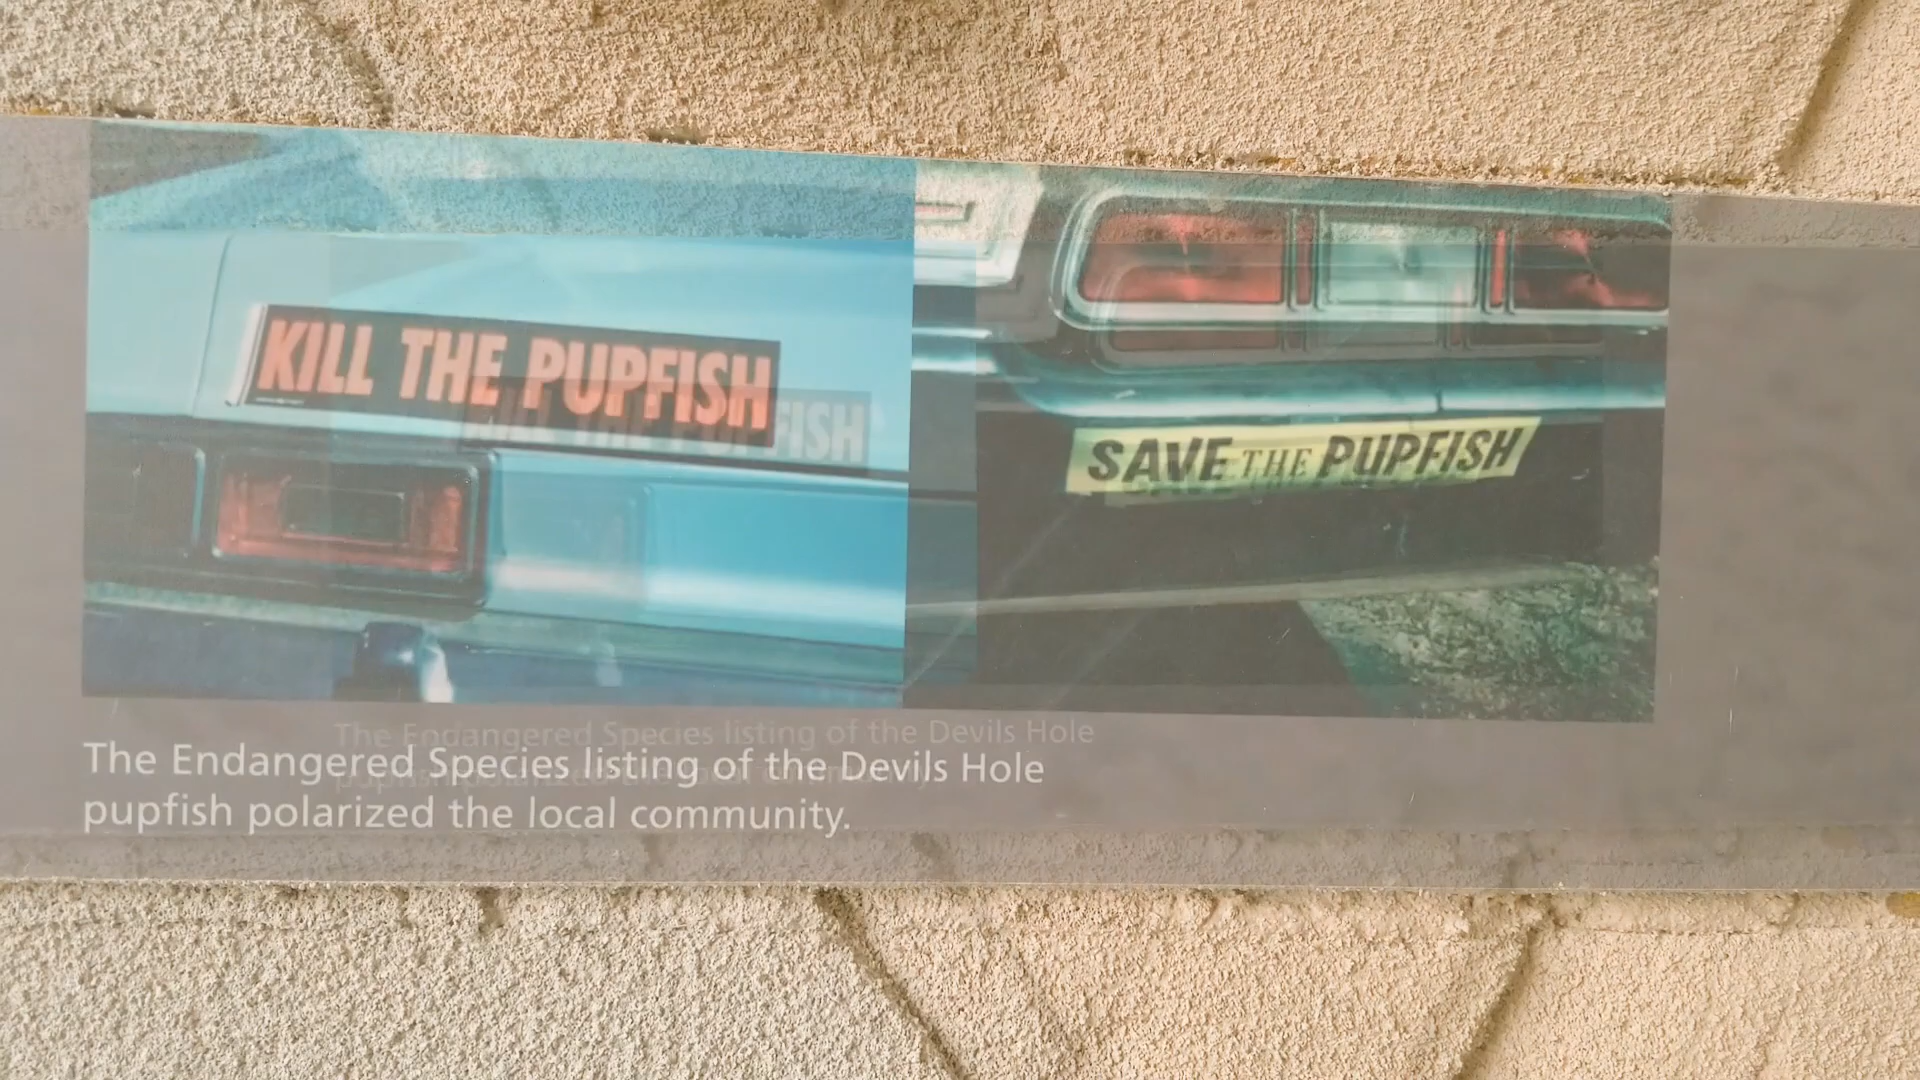 KILL THE PUPFISH
SAVE THE PUPFISH
The Endangered Species listing of the Devils Hole
pupfish polarized the local community.